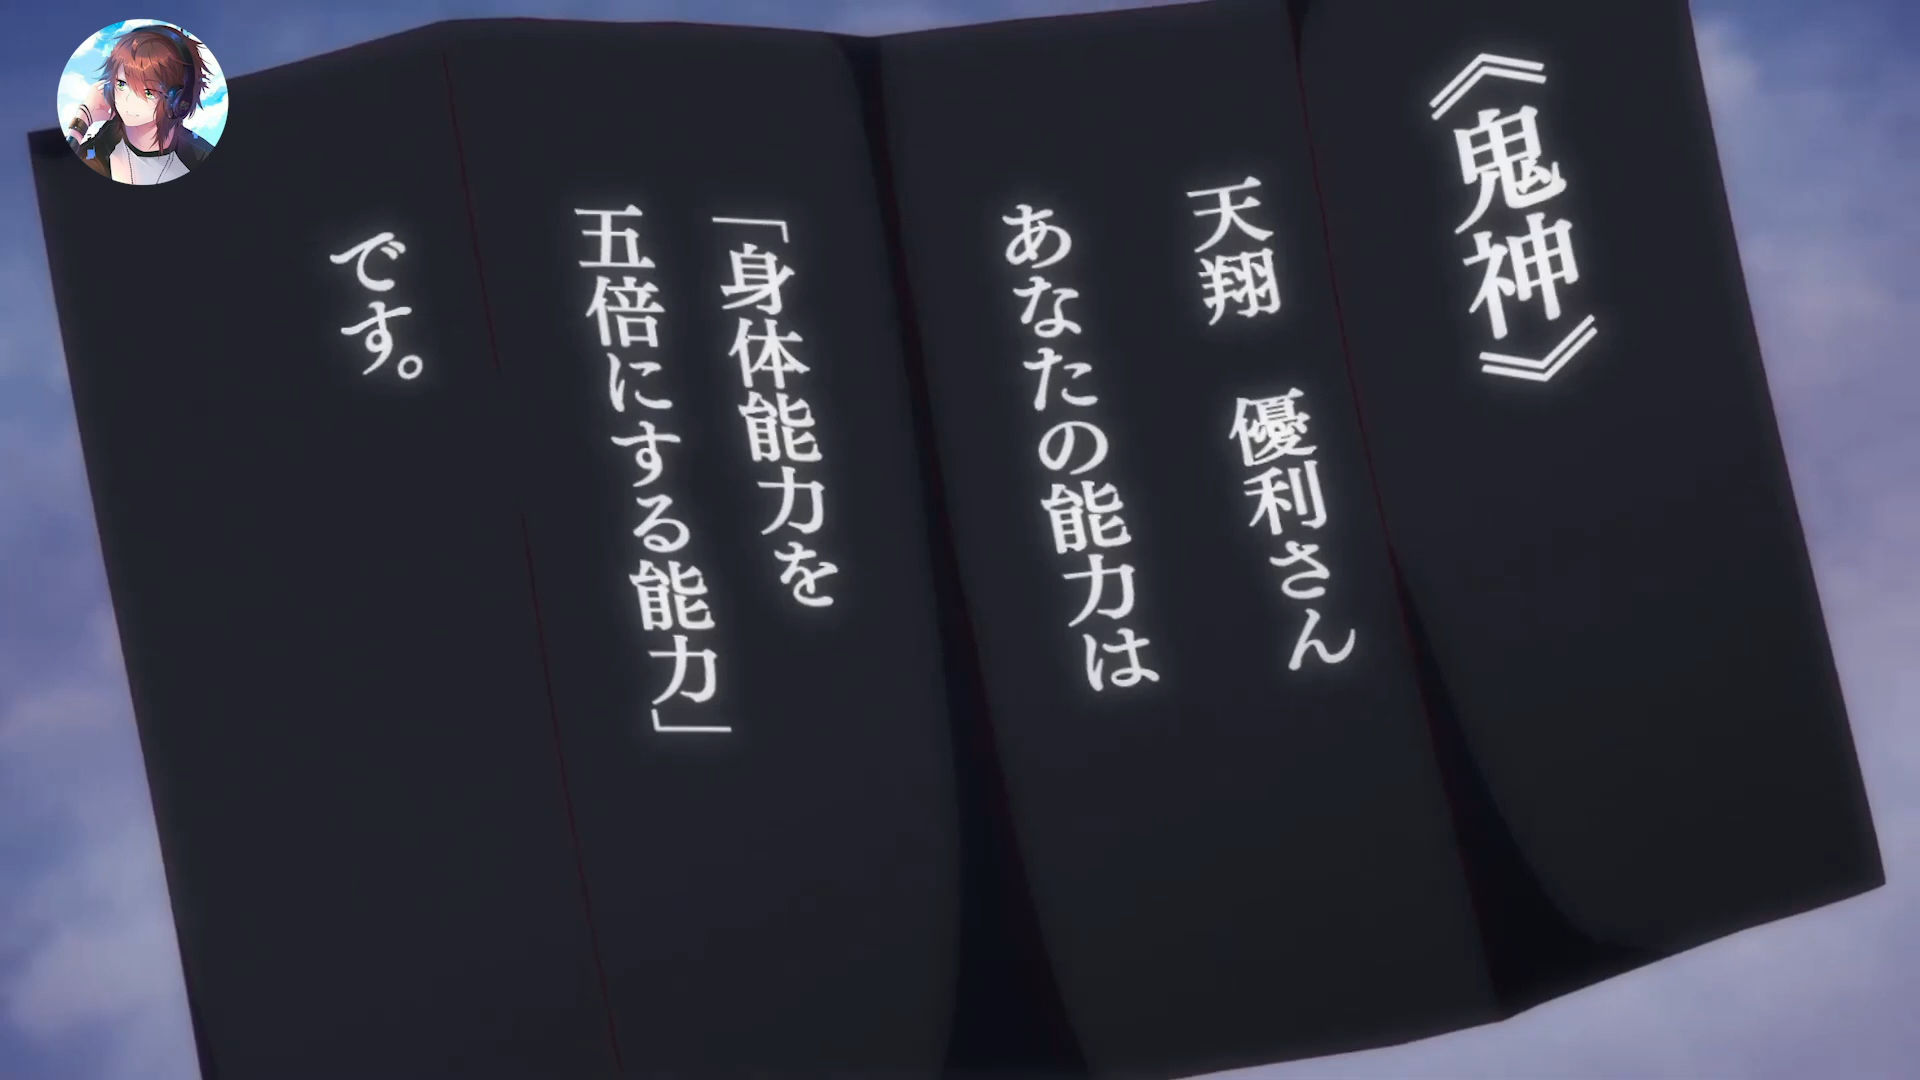 《鬼神》
天翔　優利さん
あなたの能力は
「身体能力を
五倍にする能力」
です。